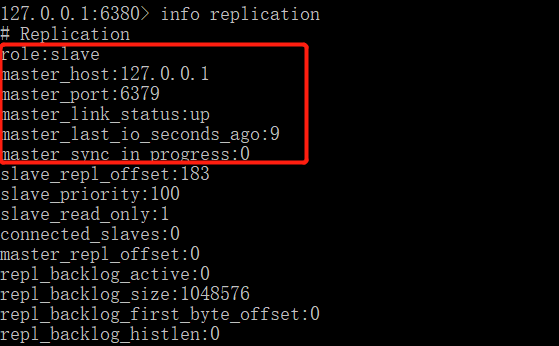 127.0.0.1:6380> info replication
# Replication
role:slave
master_host:127.0.0.1
master_port:6379
master_link_status:up
master_last_io_seconds_ago:9
master_sync_in_progress:0
slave_repl_offset:183
slave_priority:100
slave_read_only:1
connected_slaves:0
master_repl_offset:0
repl_backlog_active:0
repl_backlog_size:1048576
repl_backlog_first_byte_offset:0
repl_backlog_histlen:0